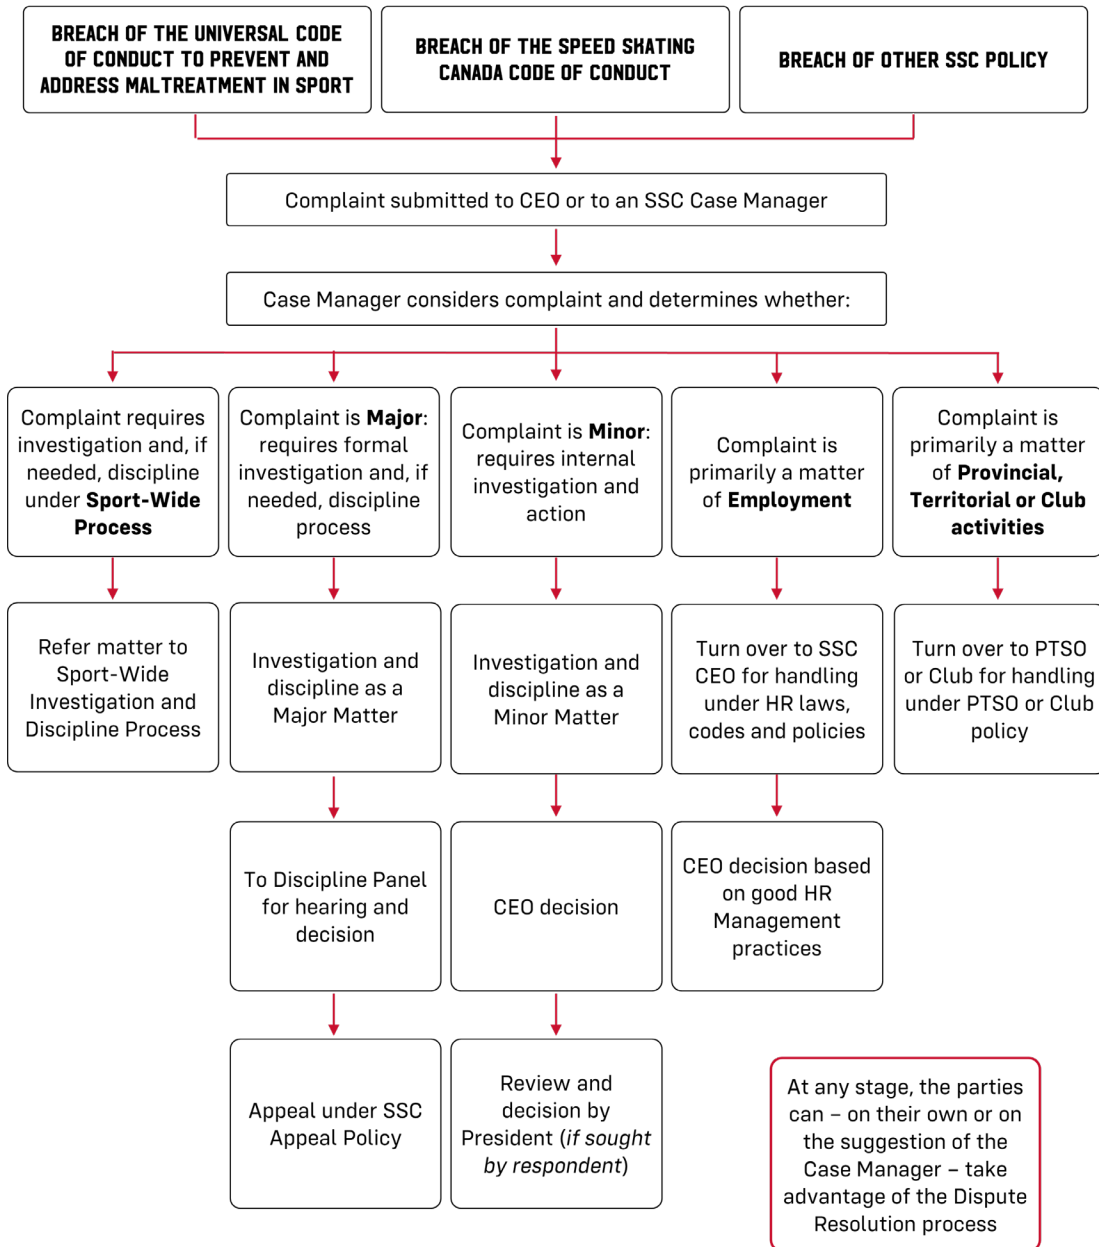 BREACH OF THE UNIVERSAL CODE
OF CONDUCT TO PREVENT AND
ADDRESS MALTREATMENT IN SPORT
BREACH OF THE SPEED SKATING
CANADA CODE OF CONDUCT
BREACH OF OTHER SSC POLICY
Complaint submitted to CEO or to an SSC Case Manager
Case Manager considers complaint and determines whether:
Complaint requires
investigation and, if
needed, discipline
under Sport-Wide
Process
Complaint is Major:
requires formal
investigation and, if
needed, discipline
process
Complaint is Minor:
requires internal
investigation and
action
Complaint is
primarily a matter
of Employment
Complaint is
primarily a matter
of Provincial,
Territorial or Club
activities
Refer matter to
Sport-Wide
Investigation and
Discipline Process
Investigation and
discipline as a
Major Matter
Investigation and
discipline as a
Minor Matter
Turn over to SSC
CEO for handling
under HR laws,
codes and policies
Turn over to PTSO
or Club for handling
under PTSO or Club
policy
To Discipline Panel
for hearing and
decision
CEO decision
CEO decision based
on good HR
Management
practices
Appeal under SSC
Appeal Policy
Review and
decision by
President (if sought
by respondent)
At any stage, the parties
can – on their own or on
the suggestion of the
Case Manager – take
advantage of the Dispute
Resolution process